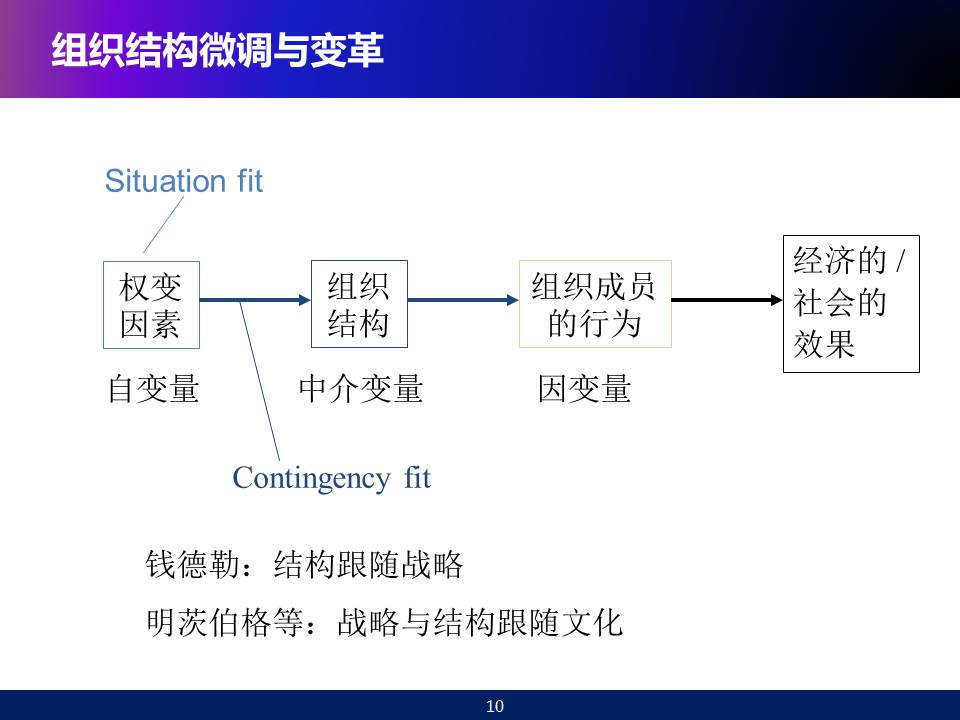 组织结构微调与变革
Situation fit
权变
因素
组织
结构
组织成员
的行为
经济的 /
社会的
效果
自变量
中介变量
因变量
Contingency fit
钱德勒：结构跟随战略
明茨伯格等：战略与结构跟随文化
10